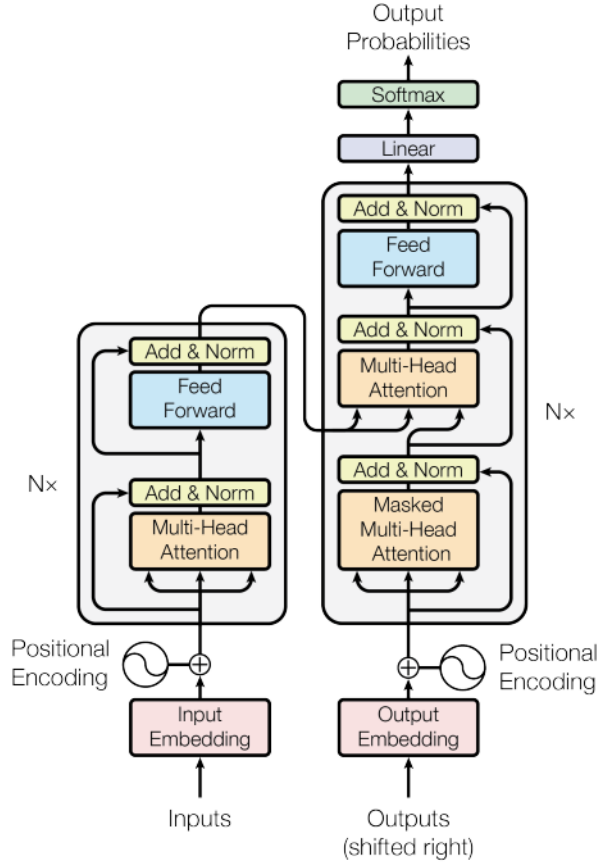 Output
Probabilities
Softmax
Linear
Add & Norm
Feed
Forward
Add & Norm
Multi-Head
Attention
Add & Norm
Masked
Multi-Head
Attention
Nx
Add & Norm
Feed
Forward
Add & Norm
Multi-Head
Attention
N×
Positional
Encoding
Positional
Encoding
Input
Embedding
Output
Embedding
Inputs
Outputs
(shifted right)